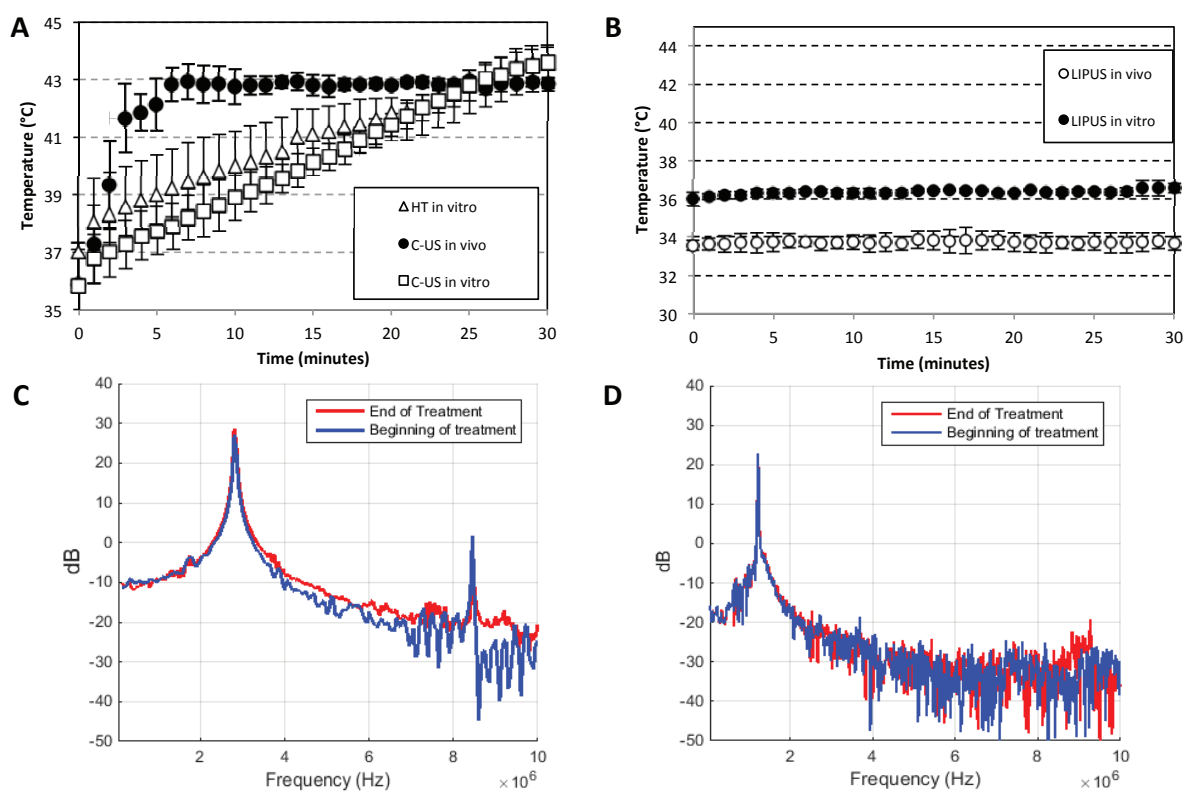 A
Temperature (°C)
45
43
41
39
37
35
HT in vitro
C-US in vivo
C-US in vitro
0 5 10 15 20 25 30
Time (minutes)
B
Temperature (°C)
44
42
40
38
36
34
32
30
LIPUS in vivo
LIPUS in vitro
0 5 10 15 20 25 30
Time (minutes)
C
dB
40
30
20
10
0
-10
-20
-30
-40
-50
End of Treatment
Beginning of treatment
2 4 6 8 10
Frequency (Hz)
× 10⁶
D
dB
40
30
20
10
0
-10
-20
-30
-40
-50
End of Treatment
Beginning of treatment
2 4 6 8 10
Frequency (Hz)
× 10⁶